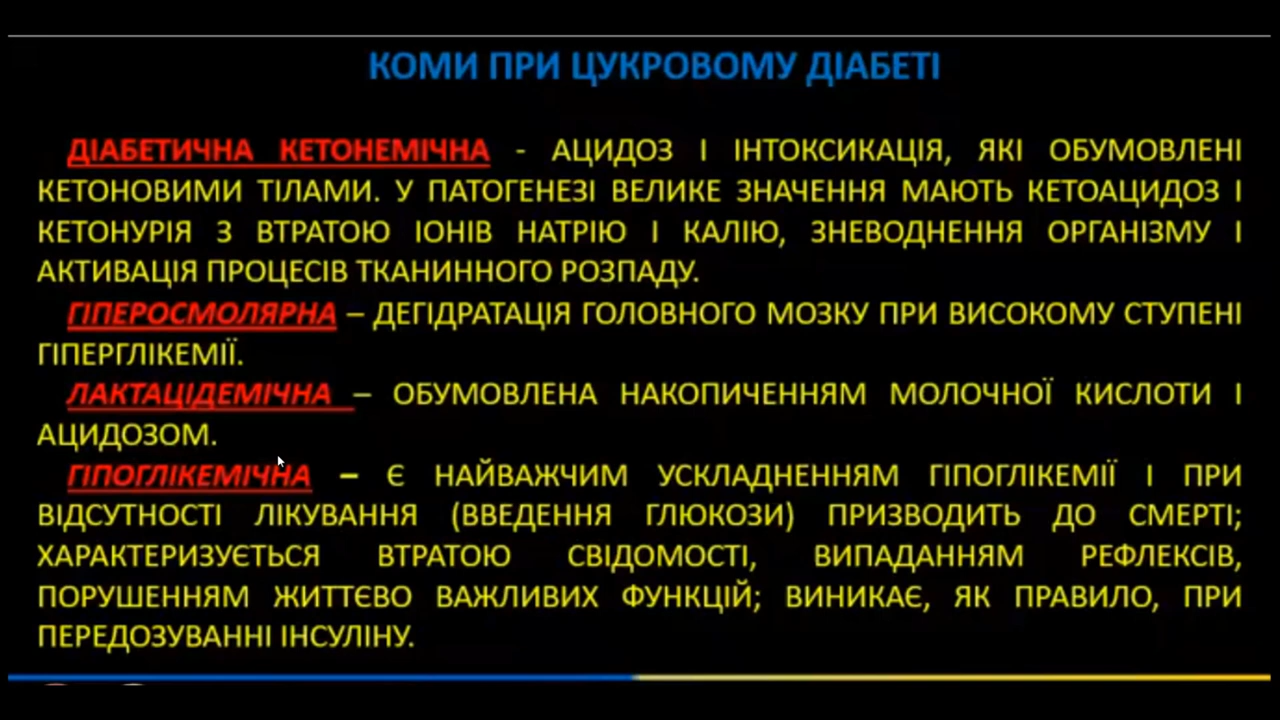 КОМИ ПРИ ЦУКРОВОМУ ДІАБЕТІ
ДІАБЕТИЧНА КЕТОНЕМІЧНА - АЦИДОЗ І ІНТОКСИКАЦІЯ, ЯКІ ОБУМОВЛЕНІ
КЕТОНОВИМИ ТІЛАМИ. У ПАТОГЕНЕЗІ ВЕЛИКЕ ЗНАЧЕННЯ МАЮТЬ КЕТОАЦИДОЗ І
КЕТОНУРІЯ З ВТРАТОЮ ІОНІВ НАТРІЮ І КАЛІЮ, ЗНЕВОДНЕННЯ ОРГАНІЗМУ І
АКТИВАЦІЯ ПРОЦЕСІВ ТКАНИННОГО РОЗПАДУ.
ГІПЕРОСМОЛЯРНА – ДЕГІДРАТАЦІЯ ГОЛОВНОГО МОЗКУ ПРИ ВИСОКОМУ СТУПЕНІ
ГІПЕРГЛІКЕМІЇ.
ЛАКТАЦІДЕМІЧНА – ОБУМОВЛЕНА НАКОПИЧЕННЯМ МОЛОЧНОЇ КИСЛОТИ І
АЦИДОЗОМ.
ГІПОГЛІКЕМІЧНА – Є НАЙВАЖЧИМ УСКЛАДНЕННЯМ ГІПОГЛІКЕМІЇ І ПРИ
ВІДСУТНОСТІ ЛІКУВАННЯ (ВВЕДЕННЯ ГЛЮКОЗИ) ПРИЗВОДИТЬ ДО СМЕРТІ;
ХАРАКТЕРИЗУЄТЬСЯ ВТРАТОЮ СВІДОМОСТІ, ВИПАДАННЯМ РЕФЛЕКСІВ,
ПОРУШЕННЯМ ЖИТТЄВО ВАЖЛИВИХ ФУНКЦІЙ; ВИНИКАЄ, ЯК ПРАВИЛО, ПРИ
ПЕРЕДОЗУВАННІ ІНСУЛІНУ.